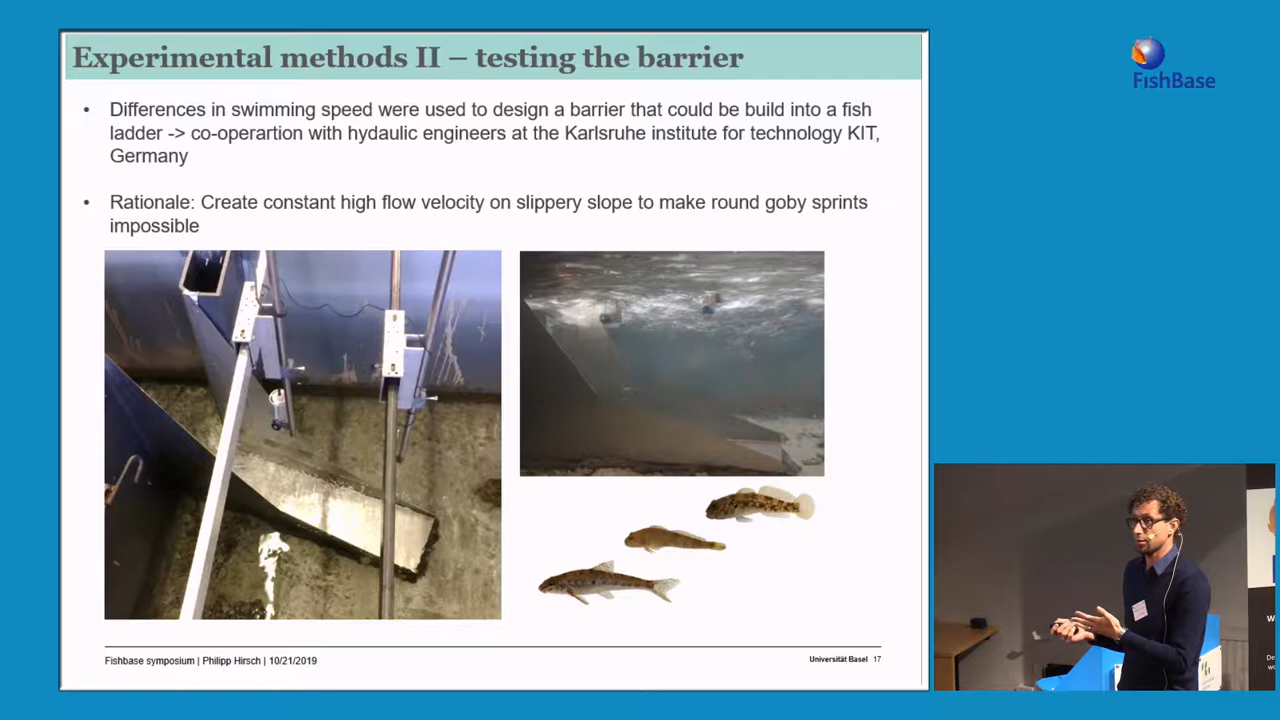 Experimental methods II – testing the barrier
• Differences in swimming speed were used to design a barrier that could be build into a fish
ladder -> co-operartion with hydaulic engineers at the Karlsruhe institute for technology KIT,
Germany
• Rationale: Create constant high flow velocity on slippery slope to make round goby sprints
impossible
Fishbase symposium | Philipp Hirsch | 10/21/2019
Universität Basel 17
FishBase